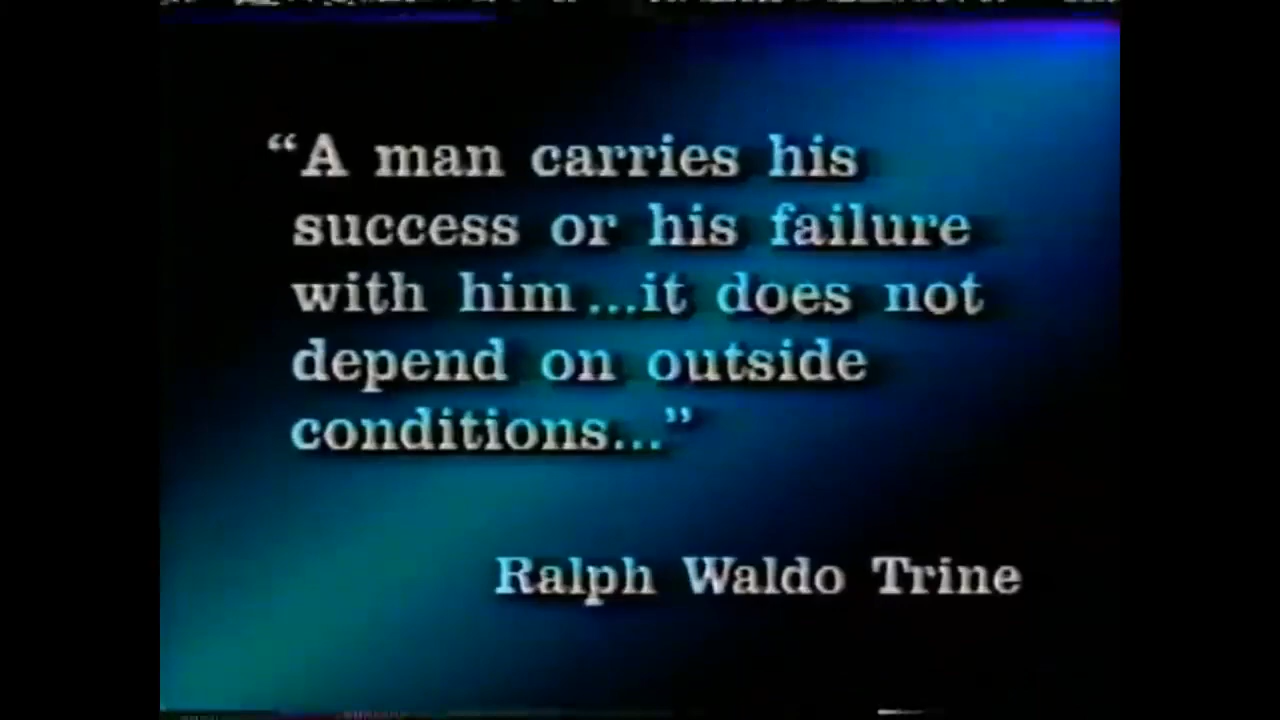 “A man carries his
success or his failure
with him...it does not
depend on outside
conditions...”
Ralph Waldo Trine